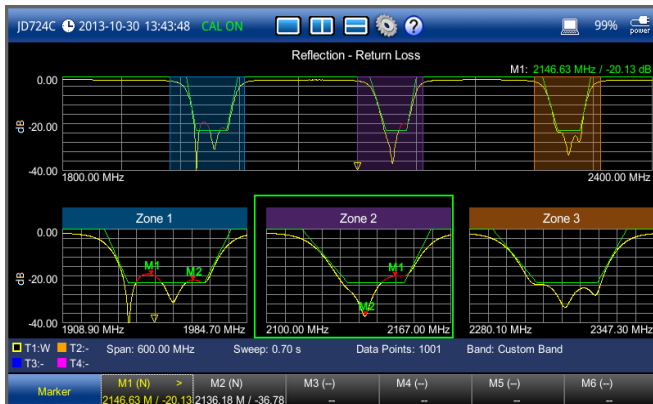 JD724C 2013-10-30 13:43:48 CAL ON 99% power
Reflection - Return Loss
M1: 2146.63 MHz / -20.13 dB
0.00
dB
-20.00
-40.00
1800.00 MHz 2400.00 MHz
Zone 1 Zone 2 Zone 3
0.00
M1 M2 M1
dB
-20.00
M2
-40.00
1908.90 MHz 1984.70 MHz 2100.00 MHz 2167.00 MHz 2280.10 MHz 2347.30 MHz
T1:W T2:- Span: 600.00 MHz Sweep: 0.70 s Data Points: 1001 Band: Custom Band
T3:- T4:-
Marker M1 (N) > M2 (N) M3 (--) M4 (--) M5 (--) M6 (--)
2146.63 M / -20.13 2136.18 M / -36.78 -- -- -- --